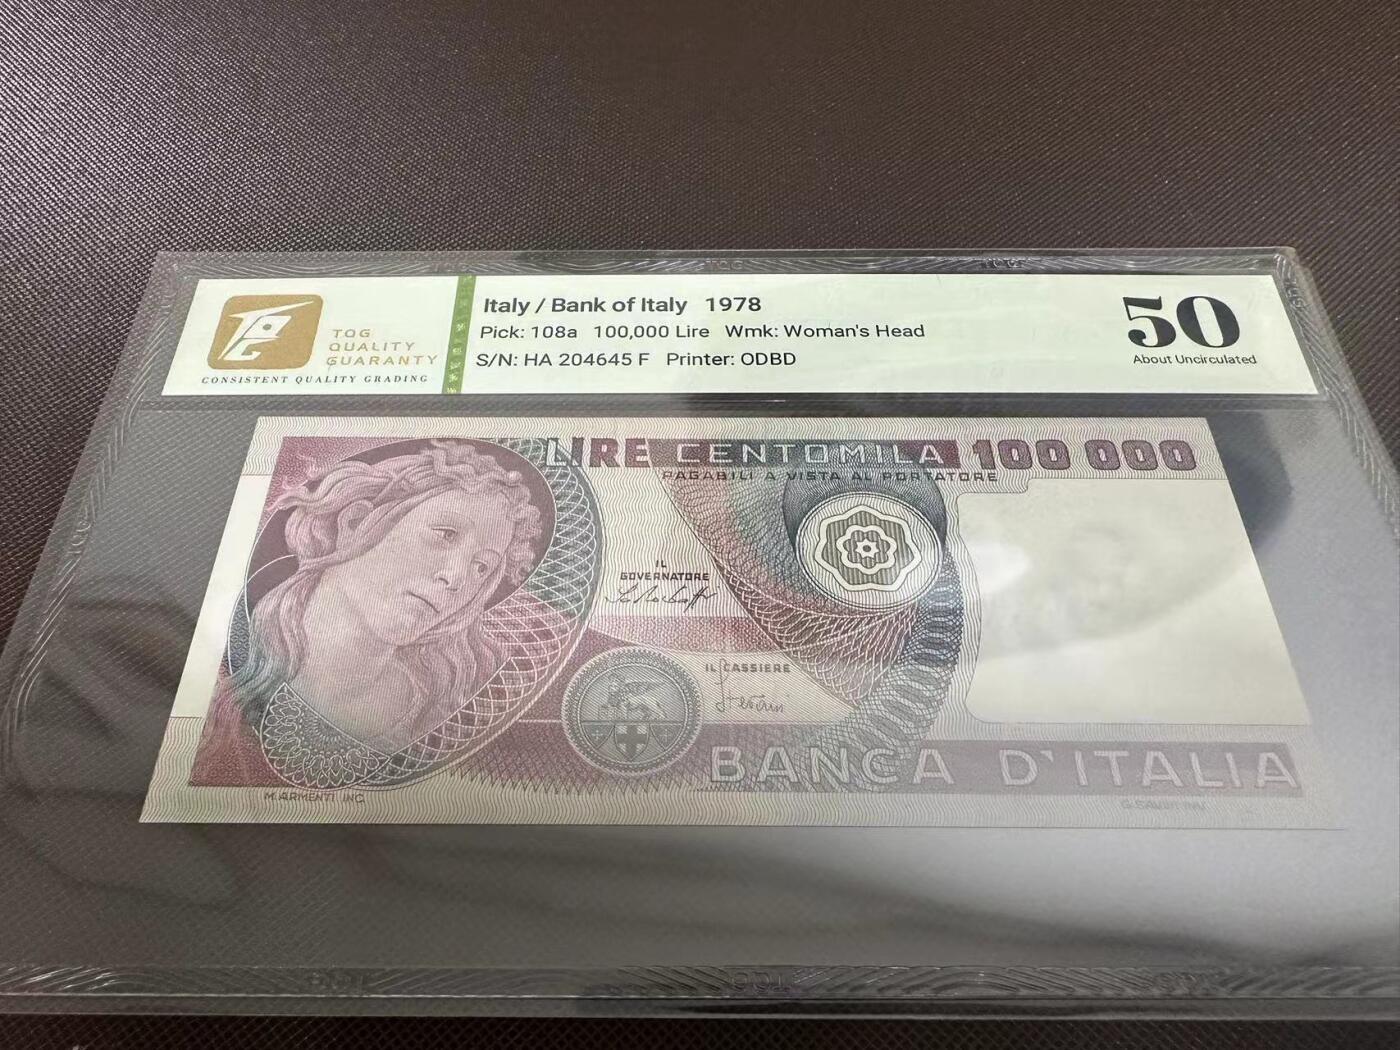 TQG
QUALITY
GUARANTY
CONSISTENT QUALITY GRADING
Italy / Bank of Italy 1978
Pick: 108a 100,000 Lire Wmk: Woman's Head
S/N: HA 204645 F Printer: ODBD
50
About Uncirculated
LIRE CENTOMILA 100 000
PAGABILI A VISTA AL PORTATORE
IL
GOVERNATORE
IL CASSIERE
BANCA D'ITALIA
M. ARMENTI INC.